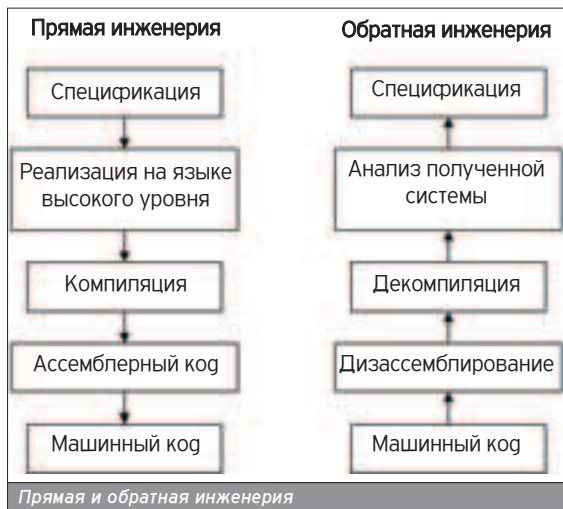 Прямая инженерия
Спецификация
Реализация на языке
высокого уровня
Компиляция
Ассемблерный код
Машинный код
Обратная инженерия
Спецификация
Анализ полученной
системы
Декомпиляция
Дизассемблирование
Машинный код
Прямая и обратная инженерия